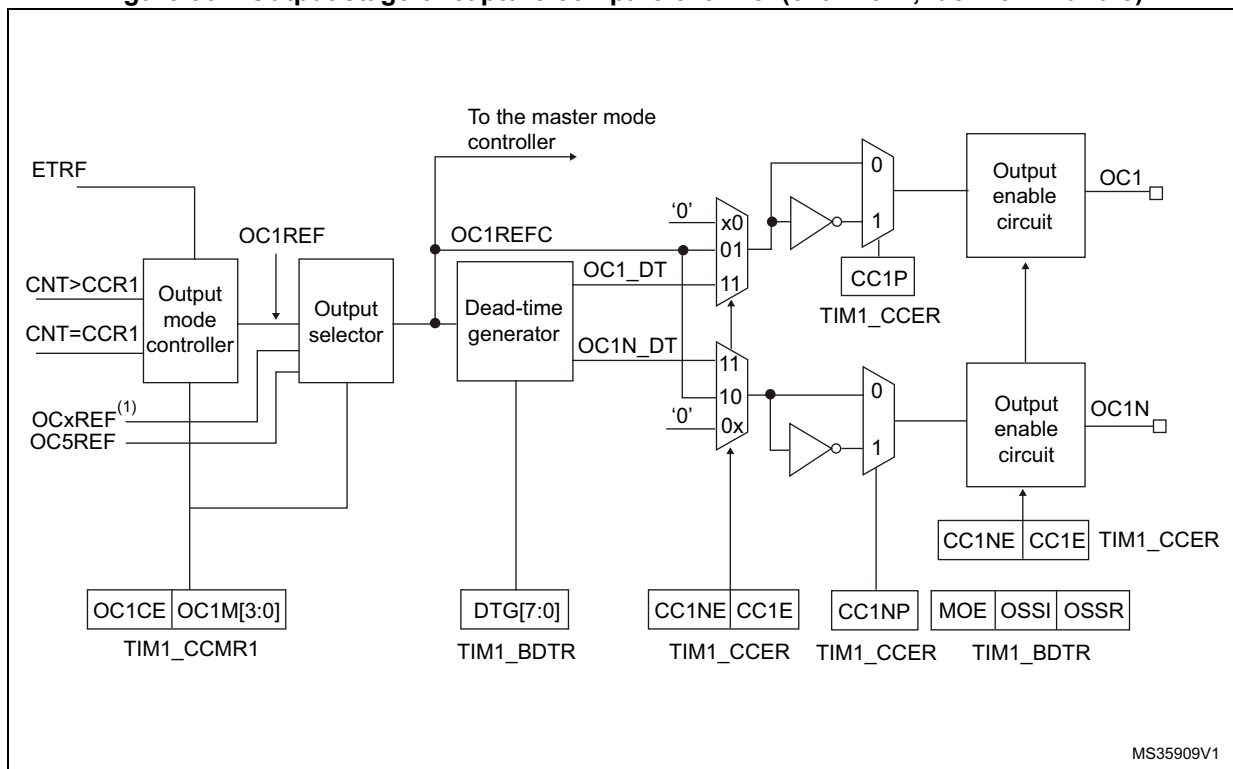 To the master mode
controller
ETRF
OC1REF
OC1REFC
CNT>CCR1
CNT=CCR1
Output
mode
controller
Output
selector
OCxREF(1)
OC5REF
Dead-time
generator
OC1_DT
OC1N_DT
'0'
x0
01
11
11
10
0x
'0'
0
1
CC1P
TIM1_CCER
0
1
Output
enable
circuit
OC1
Output
enable
circuit
OC1N
CC1NE CC1E TIM1_CCER
OC1CE OC1M[3:0]
TIM1_CCMR1
DTG[7:0]
TIM1_BDTR
CC1NE CC1E
TIM1_CCER
CC1NP
TIM1_CCER
MOE OSSI OSSR
TIM1_BDTR
MS35909V1